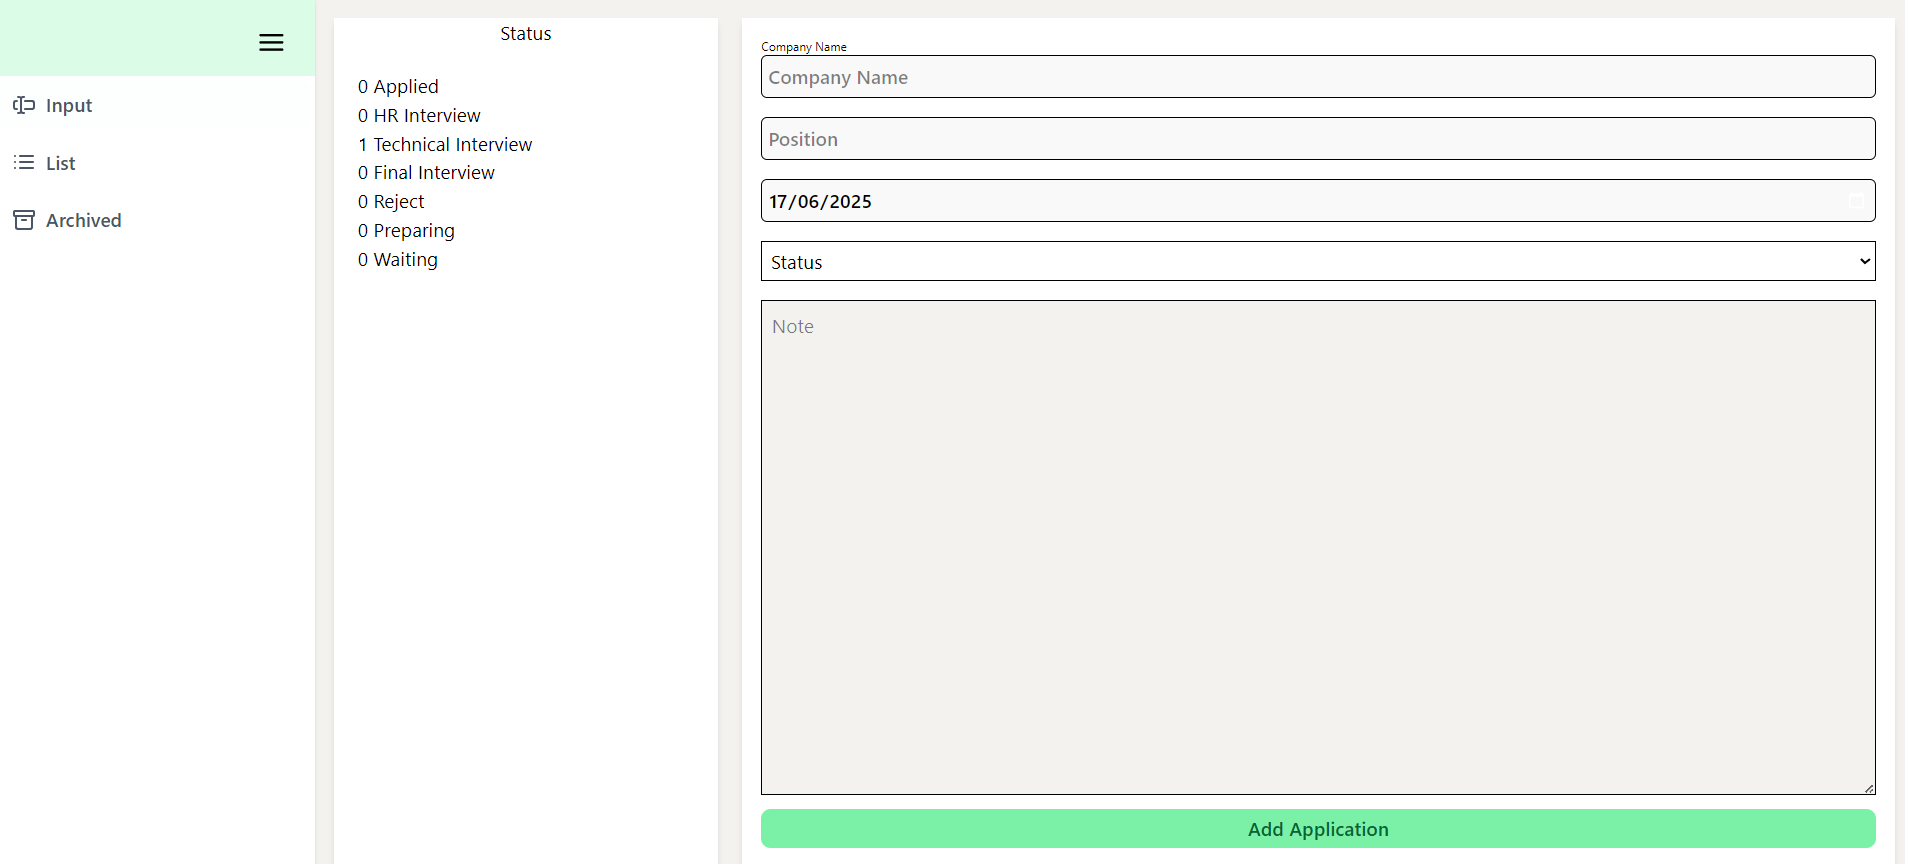 Input
List
Archived
Status
0 Applied
0 HR Interview
1 Technical Interview
0 Final Interview
0 Reject
0 Preparing
0 Waiting
Company Name
Company Name
Position
17/06/2025
Status
Note
Add Application